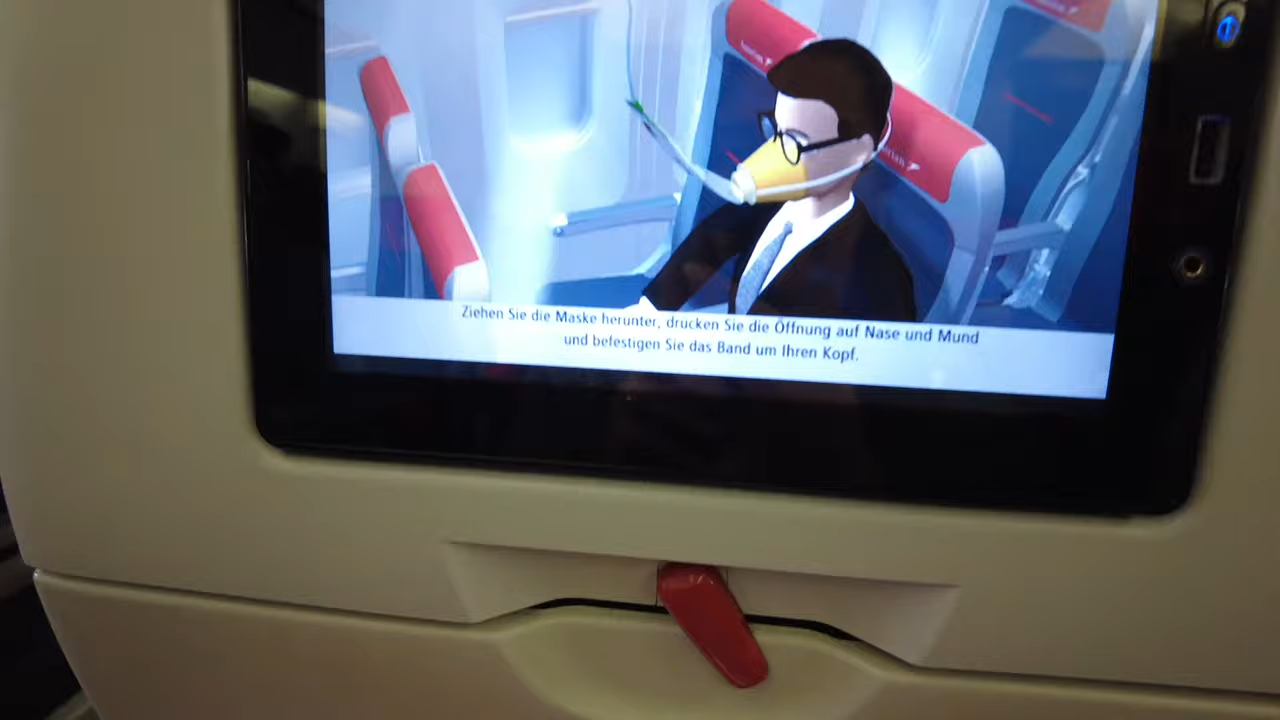 Ziehen Sie die Maske herunter, drücken Sie die Öffnung auf Nase und Mund
und befestigen Sie das Band um Ihren Kopf.